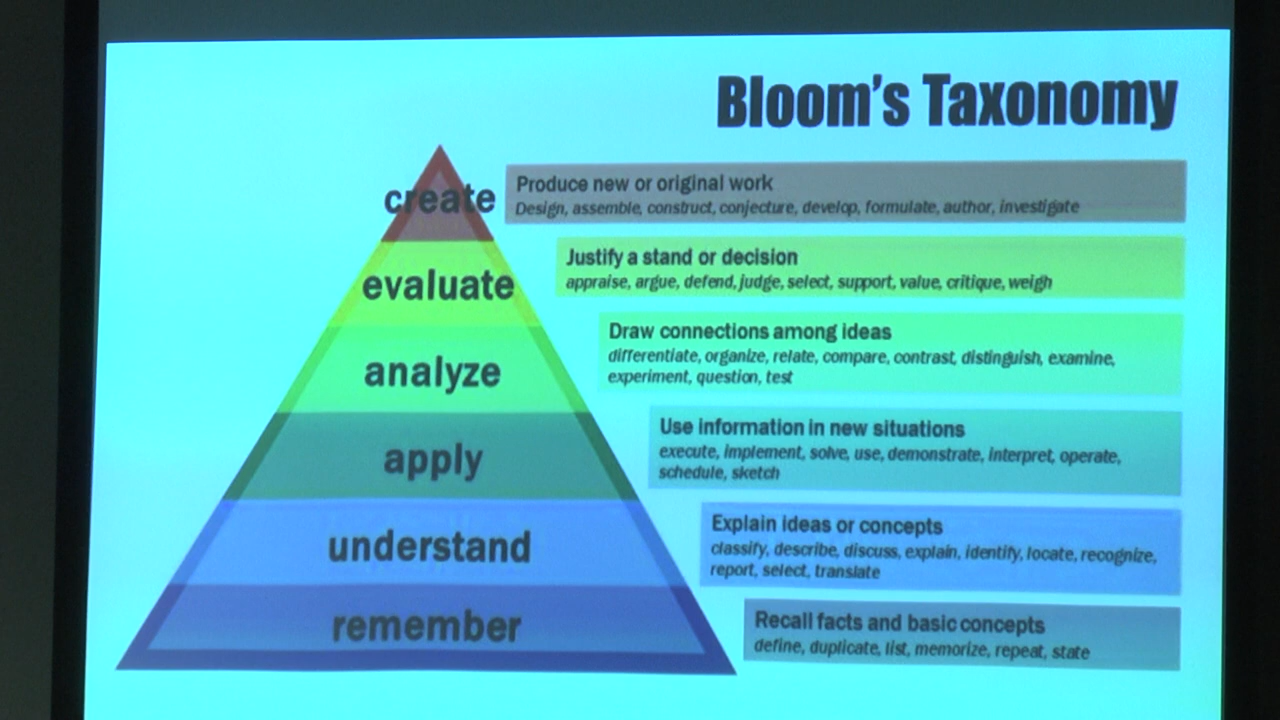 Bloom's Taxonomy
create
Produce new or original work
Design, assemble, construct, conjecture, develop, formulate, author, investigate
evaluate
Justify a stand or decision
appraise, argue, defend, judge, select, support, value, critique, weigh
analyze
Draw connections among ideas
differentiate, organize, relate, compare, contrast, distinguish, examine,
experiment, question, test
apply
Use information in new situations
execute, implement, solve, use, demonstrate, interpret, operate,
schedule, sketch
understand
Explain ideas or concepts
classify, describe, discuss, explain, identify, locate, recognize,
report, select, translate
remember
Recall facts and basic concepts
define, duplicate, list, memorize, repeat, state